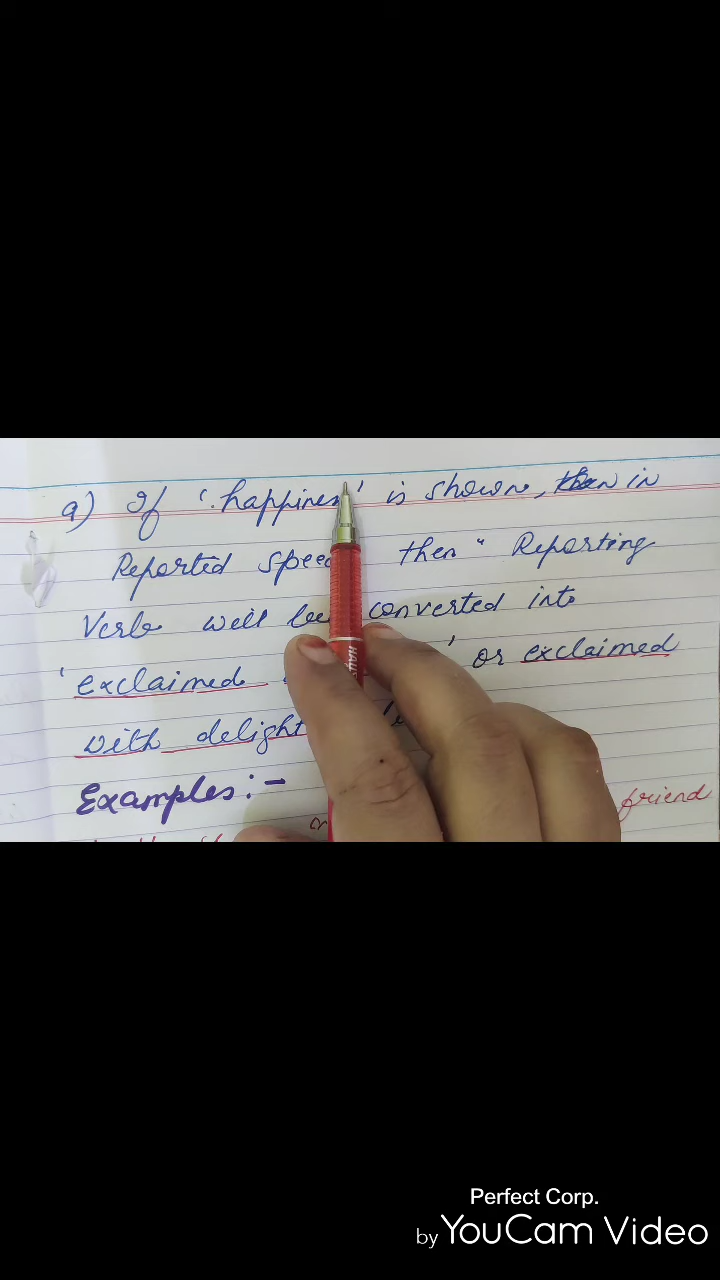 a) If 'happiness' is shown, then in
Reported speech then " Reporting
Verb will be converted into
'exclaimed ' or exclaimed
with delight
Examples:-
friend
Perfect Corp.
by YouCam Video